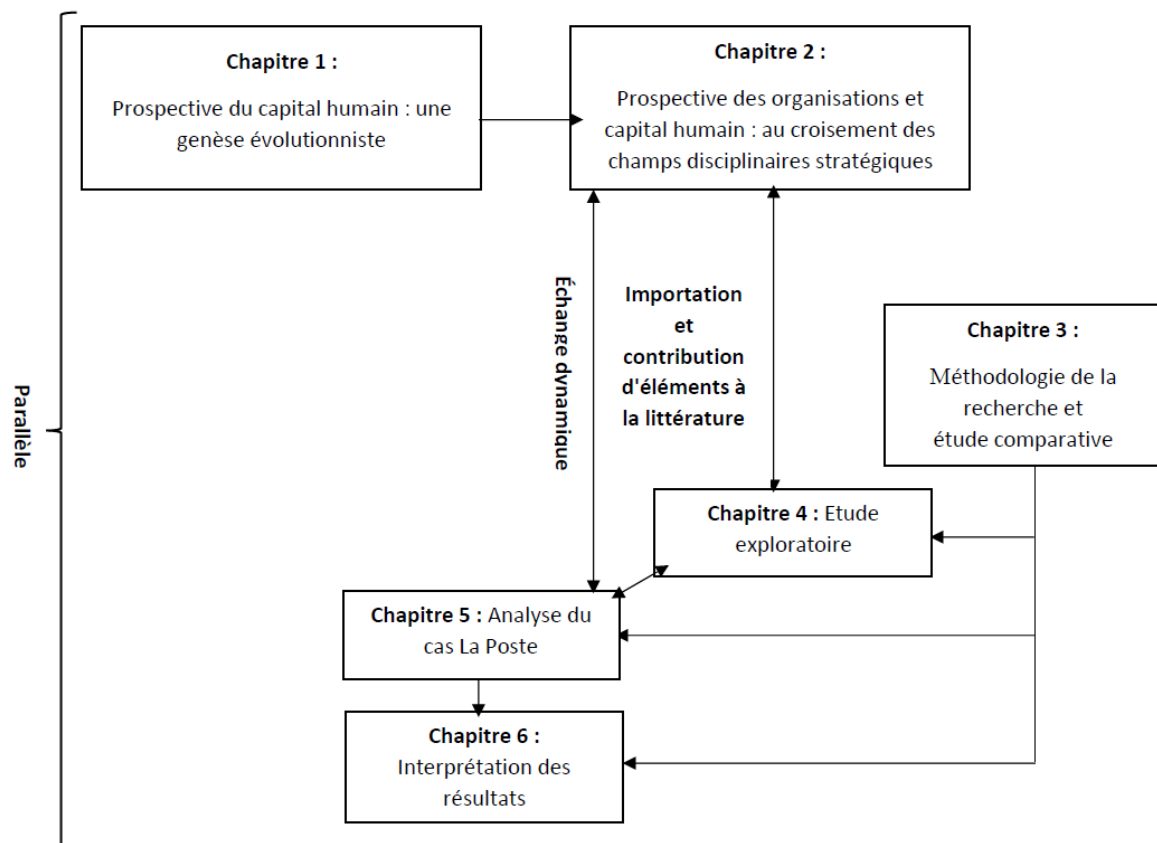 Chapitre 1 :
Prospective du capital humain : une
genèse évolutionniste
Chapitre 2 :
Prospective des organisations et
capital humain : au croisement des
champs disciplinaires stratégiques
Parallèle
Échange dynamique
Importation
et
contribution
d'éléments à
la littérature
Chapitre 3 :
Méthodologie de la
recherche et
étude comparative
Chapitre 4 : Etude
exploratoire
Chapitre 5 : Analyse du
cas La Poste
Chapitre 6 :
Interprétation des
résultats